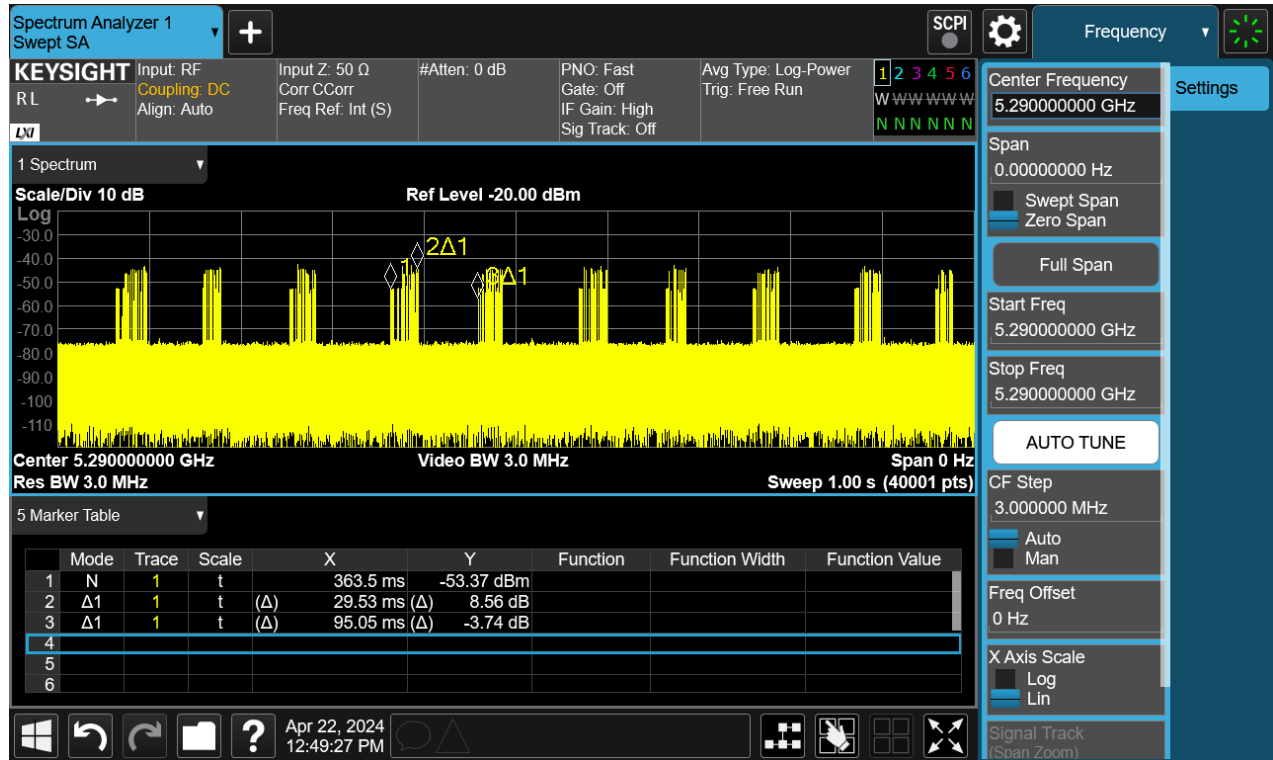 Spectrum Analyzer 1
Swept SA
+
SCPI
Frequency
KEYSIGHT
R L
LXI
Input: RF
Coupling: DC
Align: Auto
Input Z: 50 Ω
Corr CCorr
Freq Ref: Int (S)
#Atten: 0 dB
PNO: Fast
Gate: Off
IF Gain: High
Sig Track: Off
Avg Type: Log-Power
Trig: Free Run
1 2 3 4 5 6
W W W W W W
N N N N N N
1 Spectrum
Scale/Div 10 dB
Ref Level -20.00 dBm
Log
-30.0
-40.0
-50.0
-60.0
-70.0
-80.0
-90.0
-100
-110
1
2Δ1
3Δ1
Center 5.290000000 GHz
Video BW 3.0 MHz
Span 0 Hz
Res BW 3.0 MHz
Sweep 1.00 s (40001 pts)
5 Marker Table
Mode Trace Scale X Y Function Function Width Function Value
1 N 1 t 363.5 ms -53.37 dBm
2 Δ1 1 t (Δ) 29.53 ms (Δ) 8.56 dB
3 Δ1 1 t (Δ) 95.05 ms (Δ) -3.74 dB
4
5
6
?
Apr 22, 2024
12:49:27 PM
Center Frequency
5.290000000 GHz
Settings
Span
0.00000000 Hz
Swept Span
Zero Span
Full Span
Start Freq
5.290000000 GHz
Stop Freq
5.290000000 GHz
AUTO TUNE
CF Step
3.000000 MHz
Auto
Man
Freq Offset
0 Hz
X Axis Scale
Log
Lin
Signal Track
(Span Zoom)